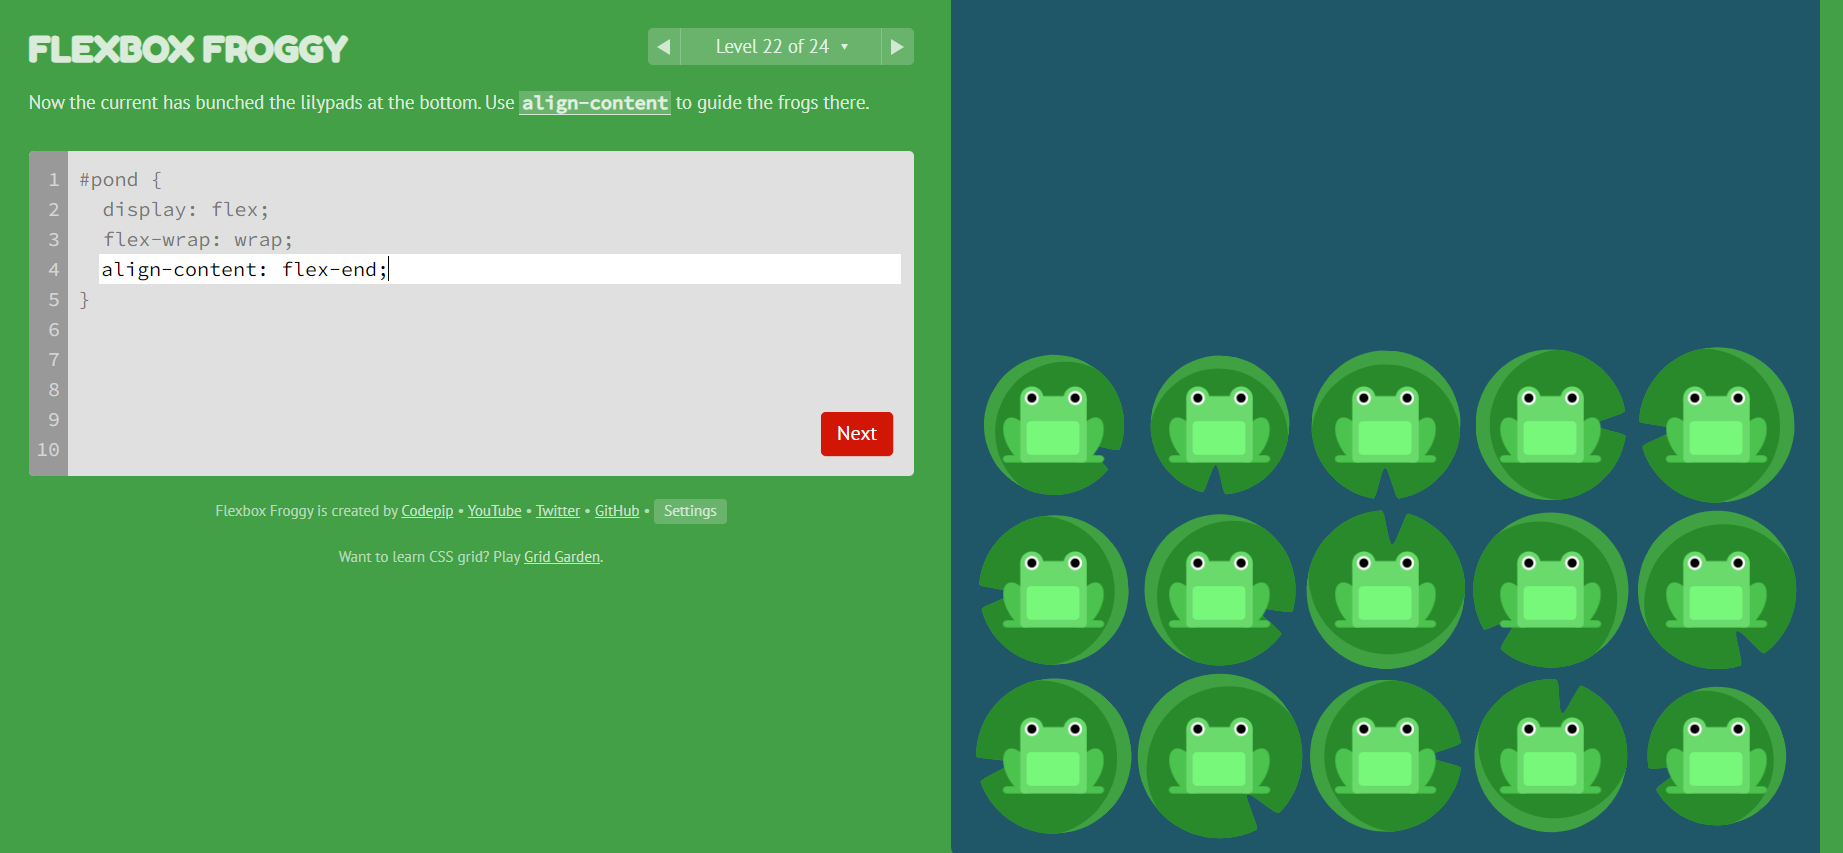 FLEXBOX FROGGY
◀ Level 22 of 24 ▼ ▶
Now the current has bunched the lilypads at the bottom. Use align-content to guide the frogs there.
1 #pond {
2 display: flex;
3 flex-wrap: wrap;
4 align-content: flex-end;
5 }
6
7
8
9
10
Next
Flexbox Froggy is created by Codepip • YouTube • Twitter • GitHub • Settings
Want to learn CSS grid? Play Grid Garden.